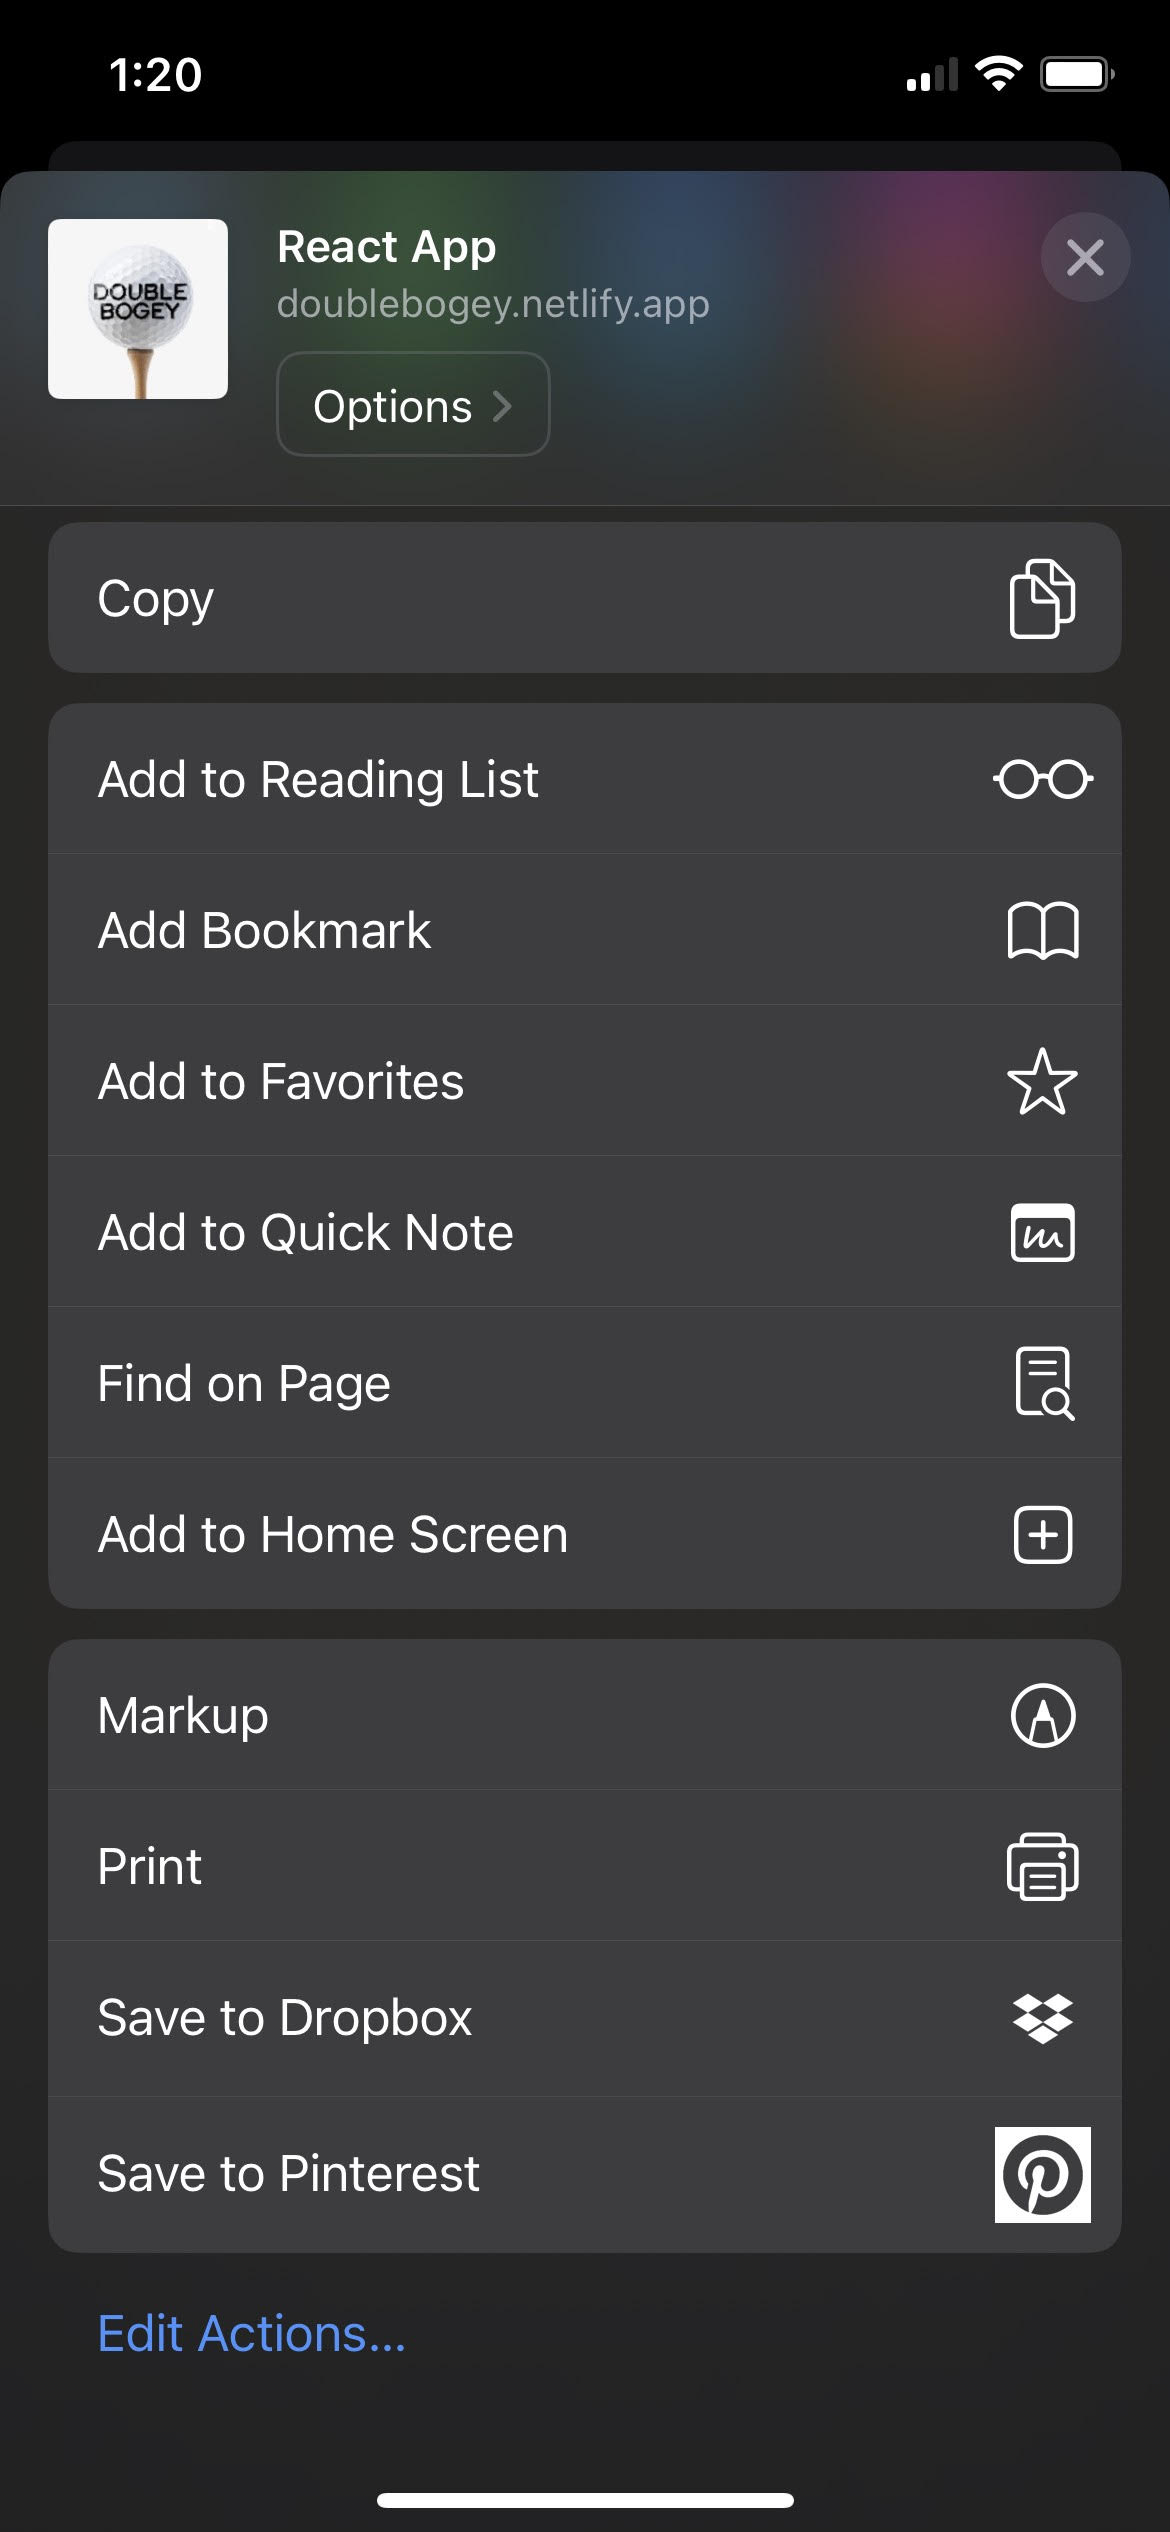 1:20
React App
doublebogey.netlify.app
DOUBLE
BOGEY
Options
Copy
Add to Reading List
Add Bookmark
Add to Favorites
Add to Quick Note
Find on Page
Add to Home Screen
Markup
Print
Save to Dropbox
Save to Pinterest
Edit Actions...